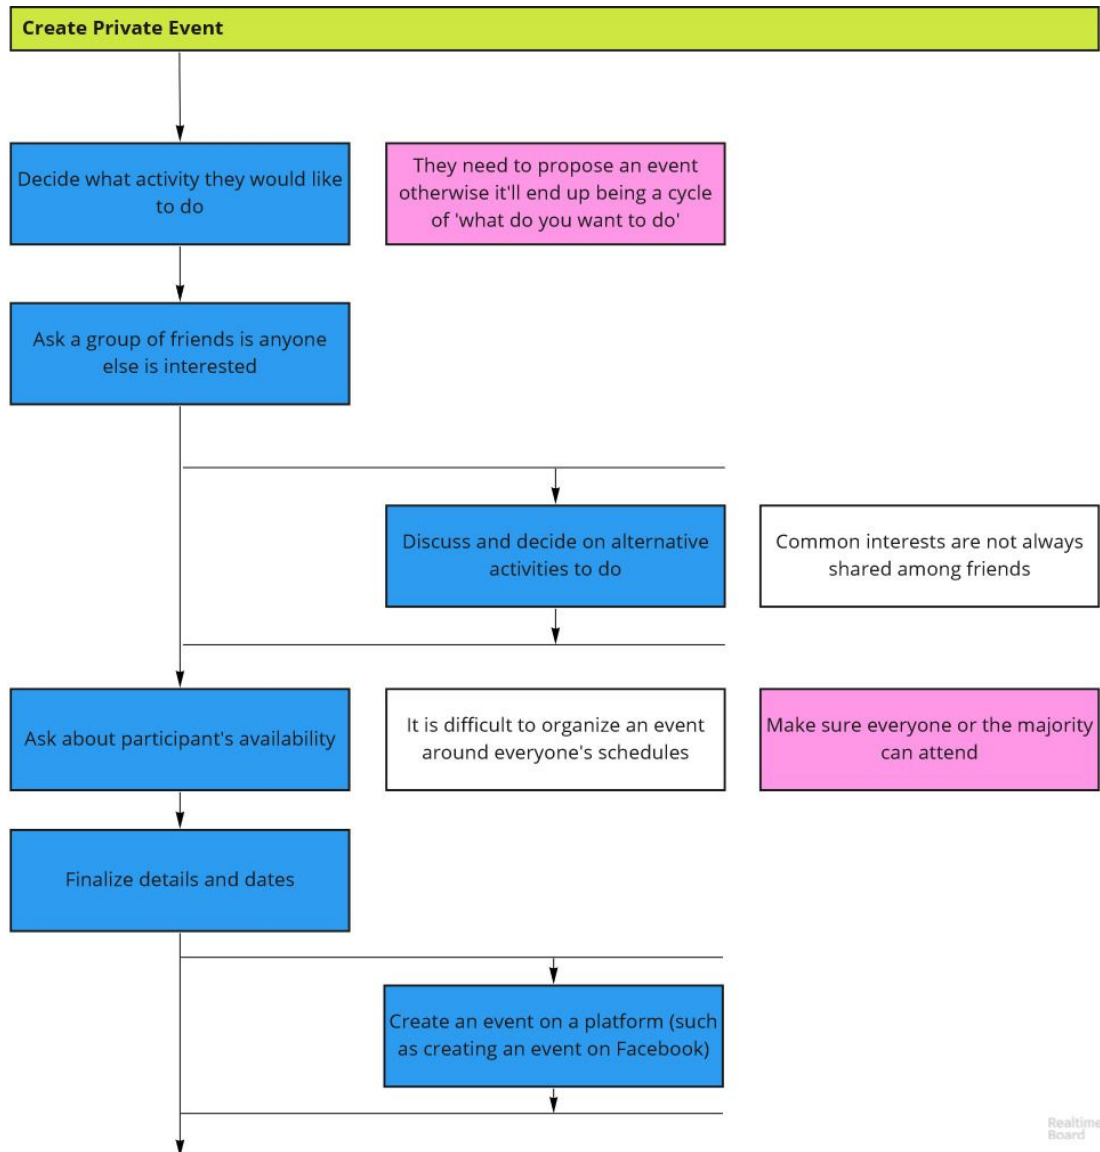 Create Private Event
Decide what activity they would like
to do
They need to propose an event
otherwise it'll end up being a cycle
of 'what do you want to do'
Ask a group of friends is anyone
else is interested
Discuss and decide on alternative
activities to do
Common interests are not always
shared among friends
Ask about participant's availability
It is difficult to organize an event
around everyone's schedules
Make sure everyone or the majority
can attend
Finalize details and dates
Create an event on a platform (such
as creating an event on Facebook)
Realtime
Board